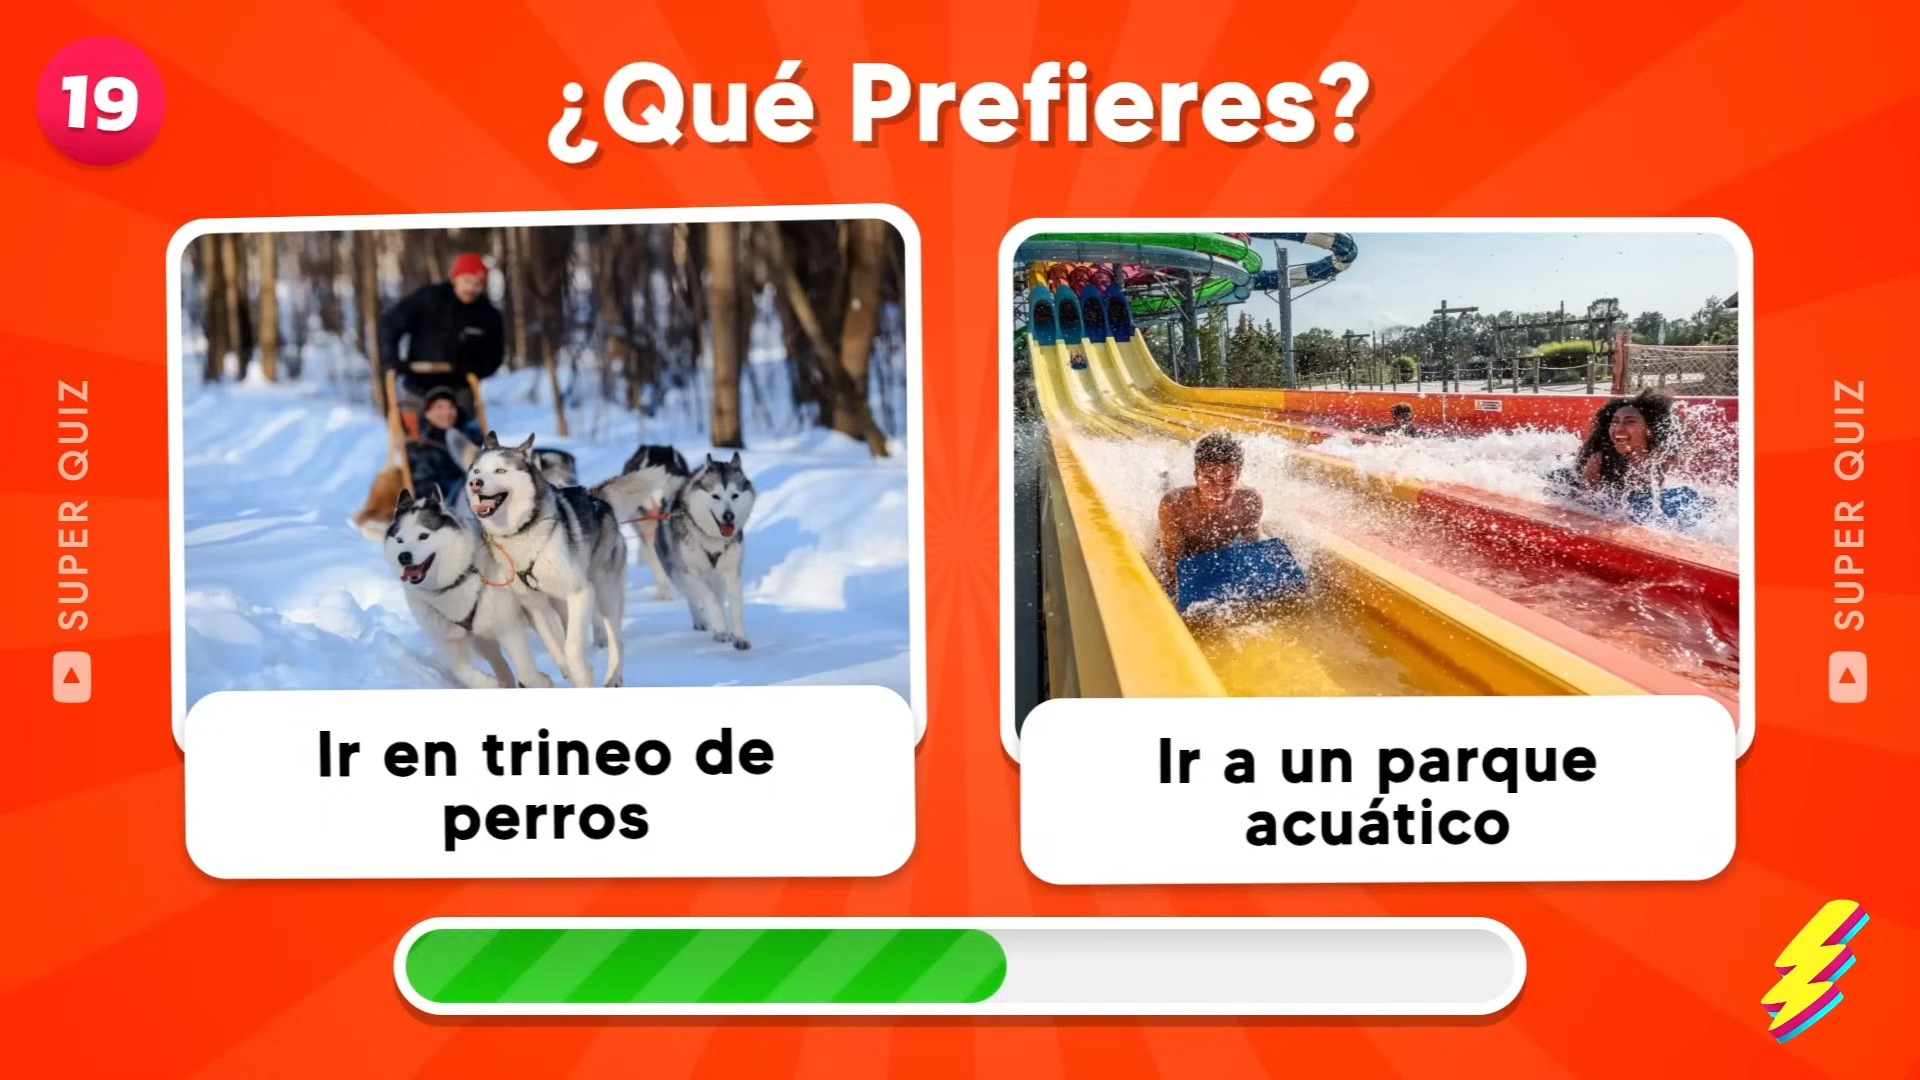 19
¿Qué Prefieres?
SUPER QUIZ
SUPER QUIZ
Ir en trineo de
perros
Ir a un parque
acuático